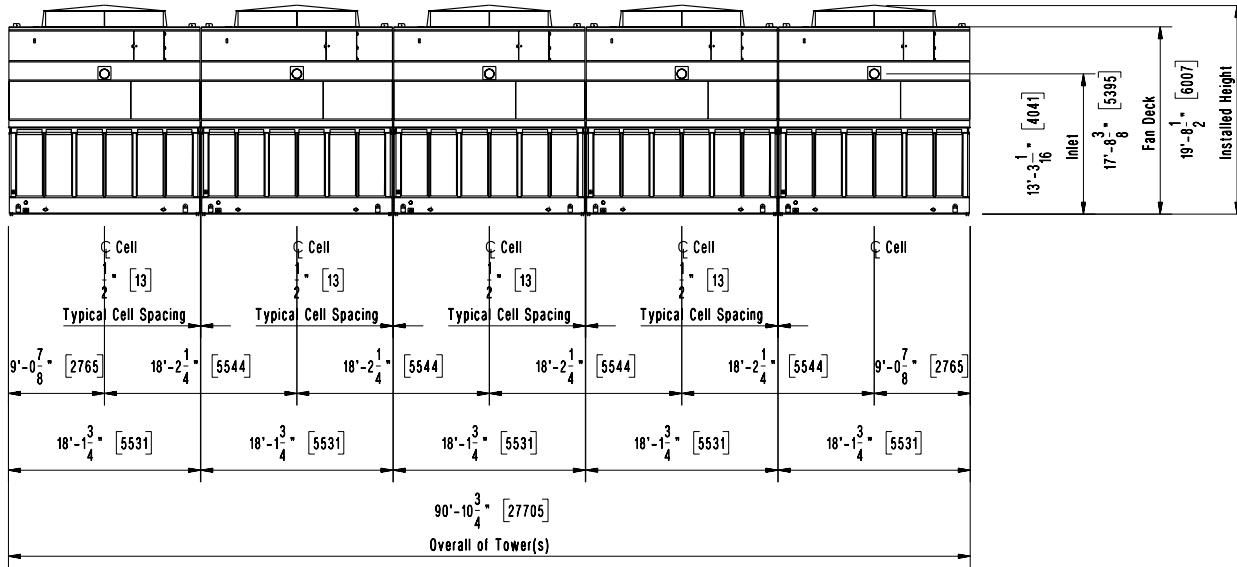 13'-3 1/16" [4041]
Inlet
17'-8 3/8" [5395]
Fan Deck
19'-8 1/2" [6007]
Installed Height
℄ Cell ℄ Cell ℄ Cell ℄ Cell ℄ Cell
1/2" [13] 1/2" [13] 1/2" [13] 1/2" [13]
Typical Cell Spacing Typical Cell Spacing Typical Cell Spacing Typical Cell Spacing
9'-0 7/8" [2765] 18'-2 1/4" [5544] 18'-2 1/4" [5544] 18'-2 1/4" [5544] 18'-2 1/4" [5544] 9'-0 7/8" [2765]
18'-1 3/4" [5531] 18'-1 3/4" [5531] 18'-1 3/4" [5531] 18'-1 3/4" [5531] 18'-1 3/4" [5531]
90'-10 3/4" [27705]
Overall of Tower(s)